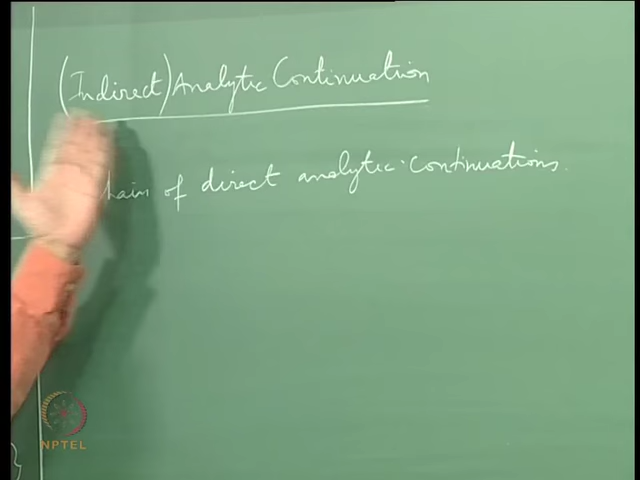 (Indirect) Analytic Continuation
hain of direct analytic continuations.
NPTEL